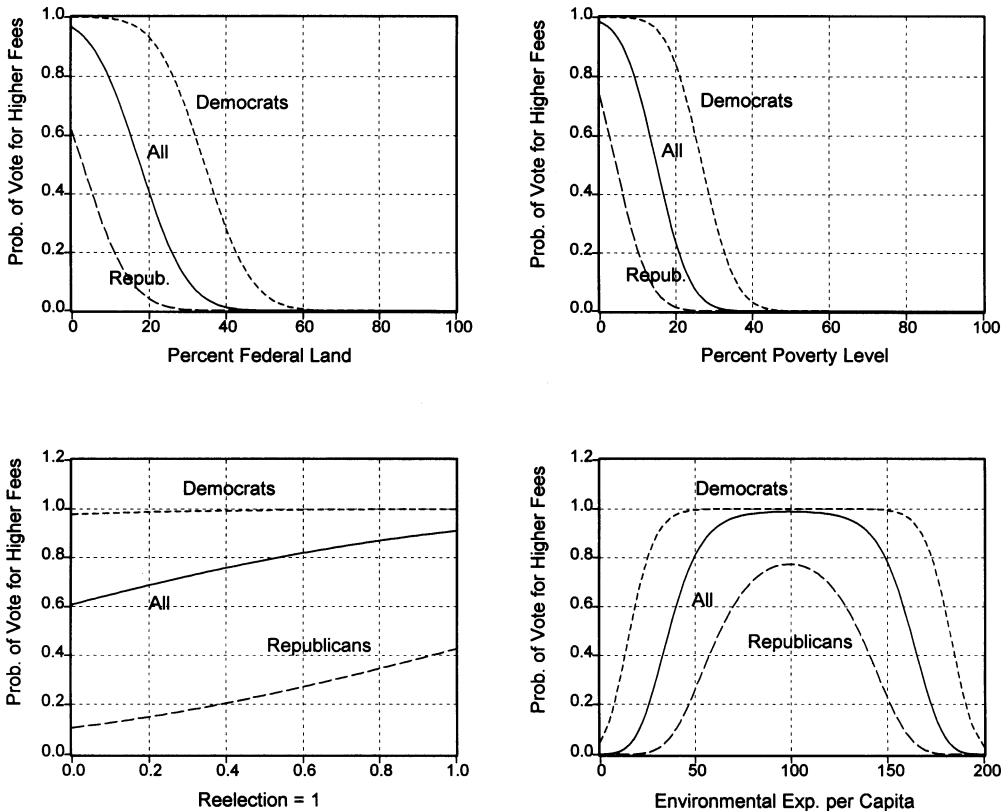 Prob. of Vote for Higher Fees
1.0
0.8
0.6
0.4
0.2
0.0
Democrats
All
Repub.
0 20 40 60 80 100
Percent Federal Land
Prob. of Vote for Higher Fees
1.0
0.8
0.6
0.4
0.2
0.0
Democrats
All
Repub.
0 20 40 60 80 100
Percent Poverty Level
Prob. of Vote for Higher Fees
1.2
1.0
0.8
0.6
0.4
0.2
0.0
Democrats
All
Republicans
0.0 0.2 0.4 0.6 0.8 1.0
Reelection = 1
Prob. of Vote for Higher Fees
1.2
1.0
0.8
0.6
0.4
0.2
0.0
Democrats
All
Republicans
0 50 100 150 200
Environmental Exp. per Capita